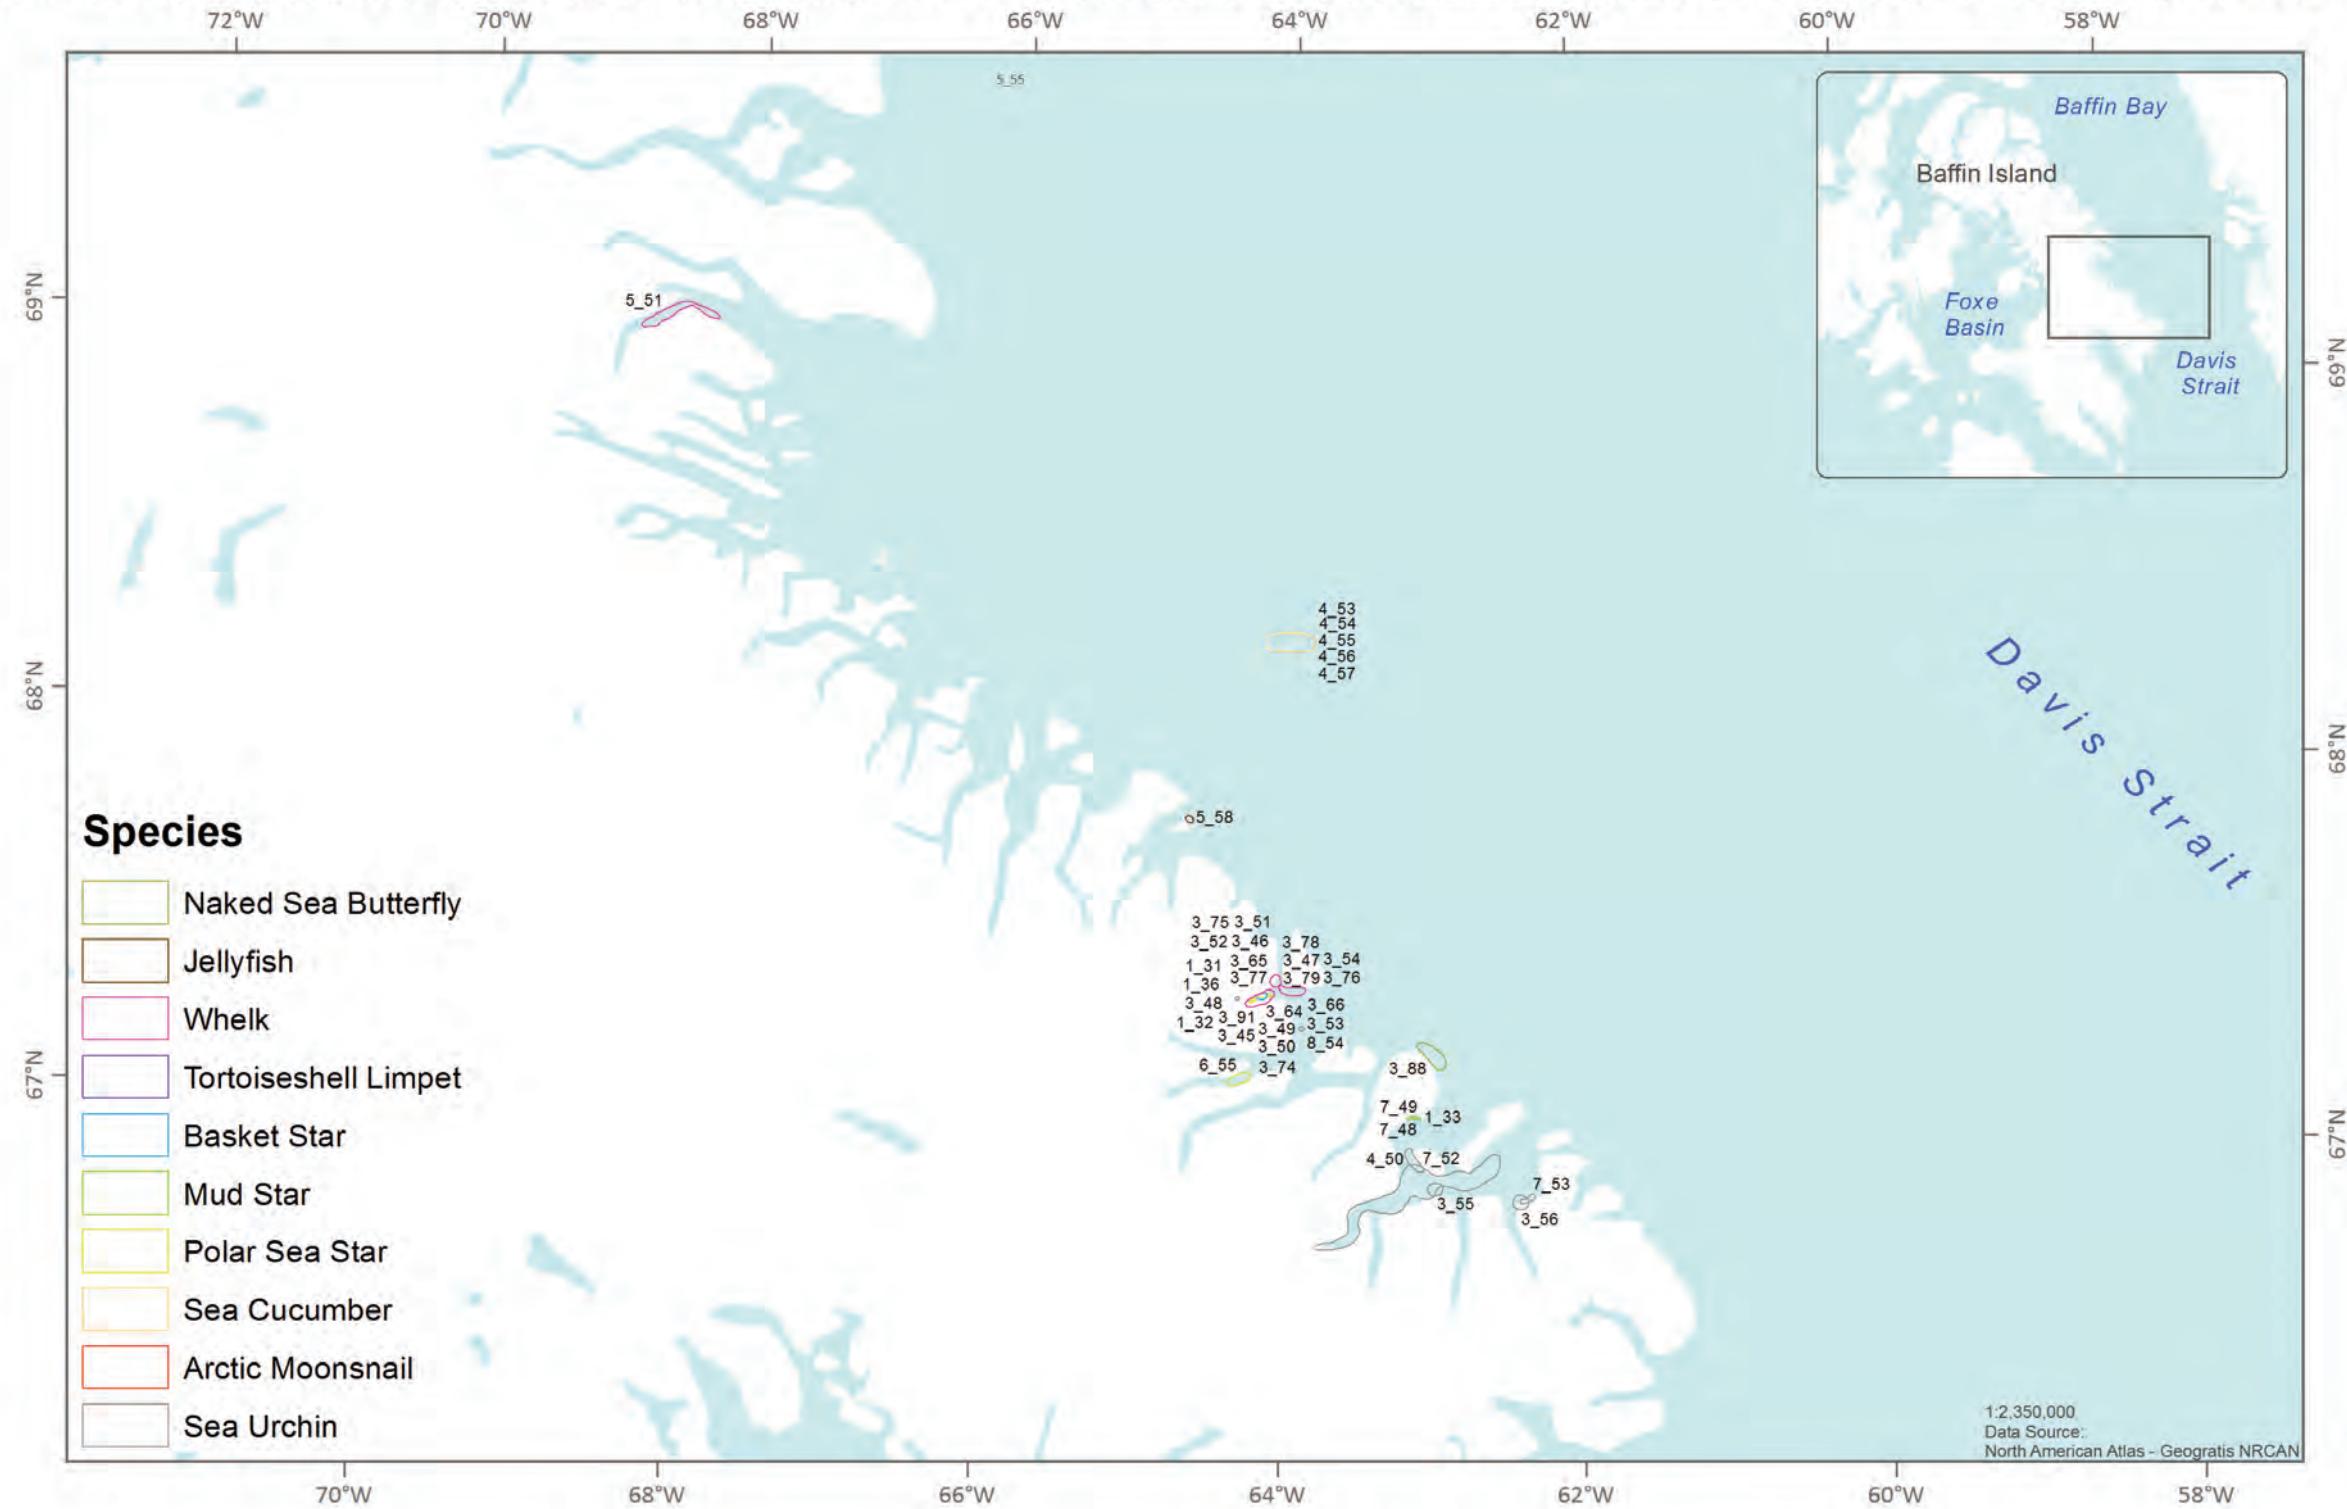 72°W 70°W 68°W 66°W 64°W 62°W 60°W 58°W
5_55
Baffin Bay
Baffin Island
Foxe
Basin
Davis
Strait
69°N
69°N
5_51
4_53
4_54
4_55
4_56
4_57
68°N
68°N
Davis Strait
5_58
3_75 3_51
3_52 3_46 3_78
1_31 3_65 3_47 3_54
1_36 3_77 3_79 3_76
3_48 3_91 3_64 3_66
1_32 3_45 3_49 3_53
3_50 8_54
6_55 3_74
3_88
7_49 1_33
7_48
4_50 7_52
3_55
7_53
3_56
67°N
67°N
Species
Naked Sea Butterfly
Jellyfish
Whelk
Tortoiseshell Limpet
Basket Star
Mud Star
Polar Sea Star
Sea Cucumber
Arctic Moonsnail
Sea Urchin
1:2,350,000
Data Source:
North American Atlas - Geogratis NRCAN
70°W 68°W 66°W 64°W 62°W 60°W 58°W